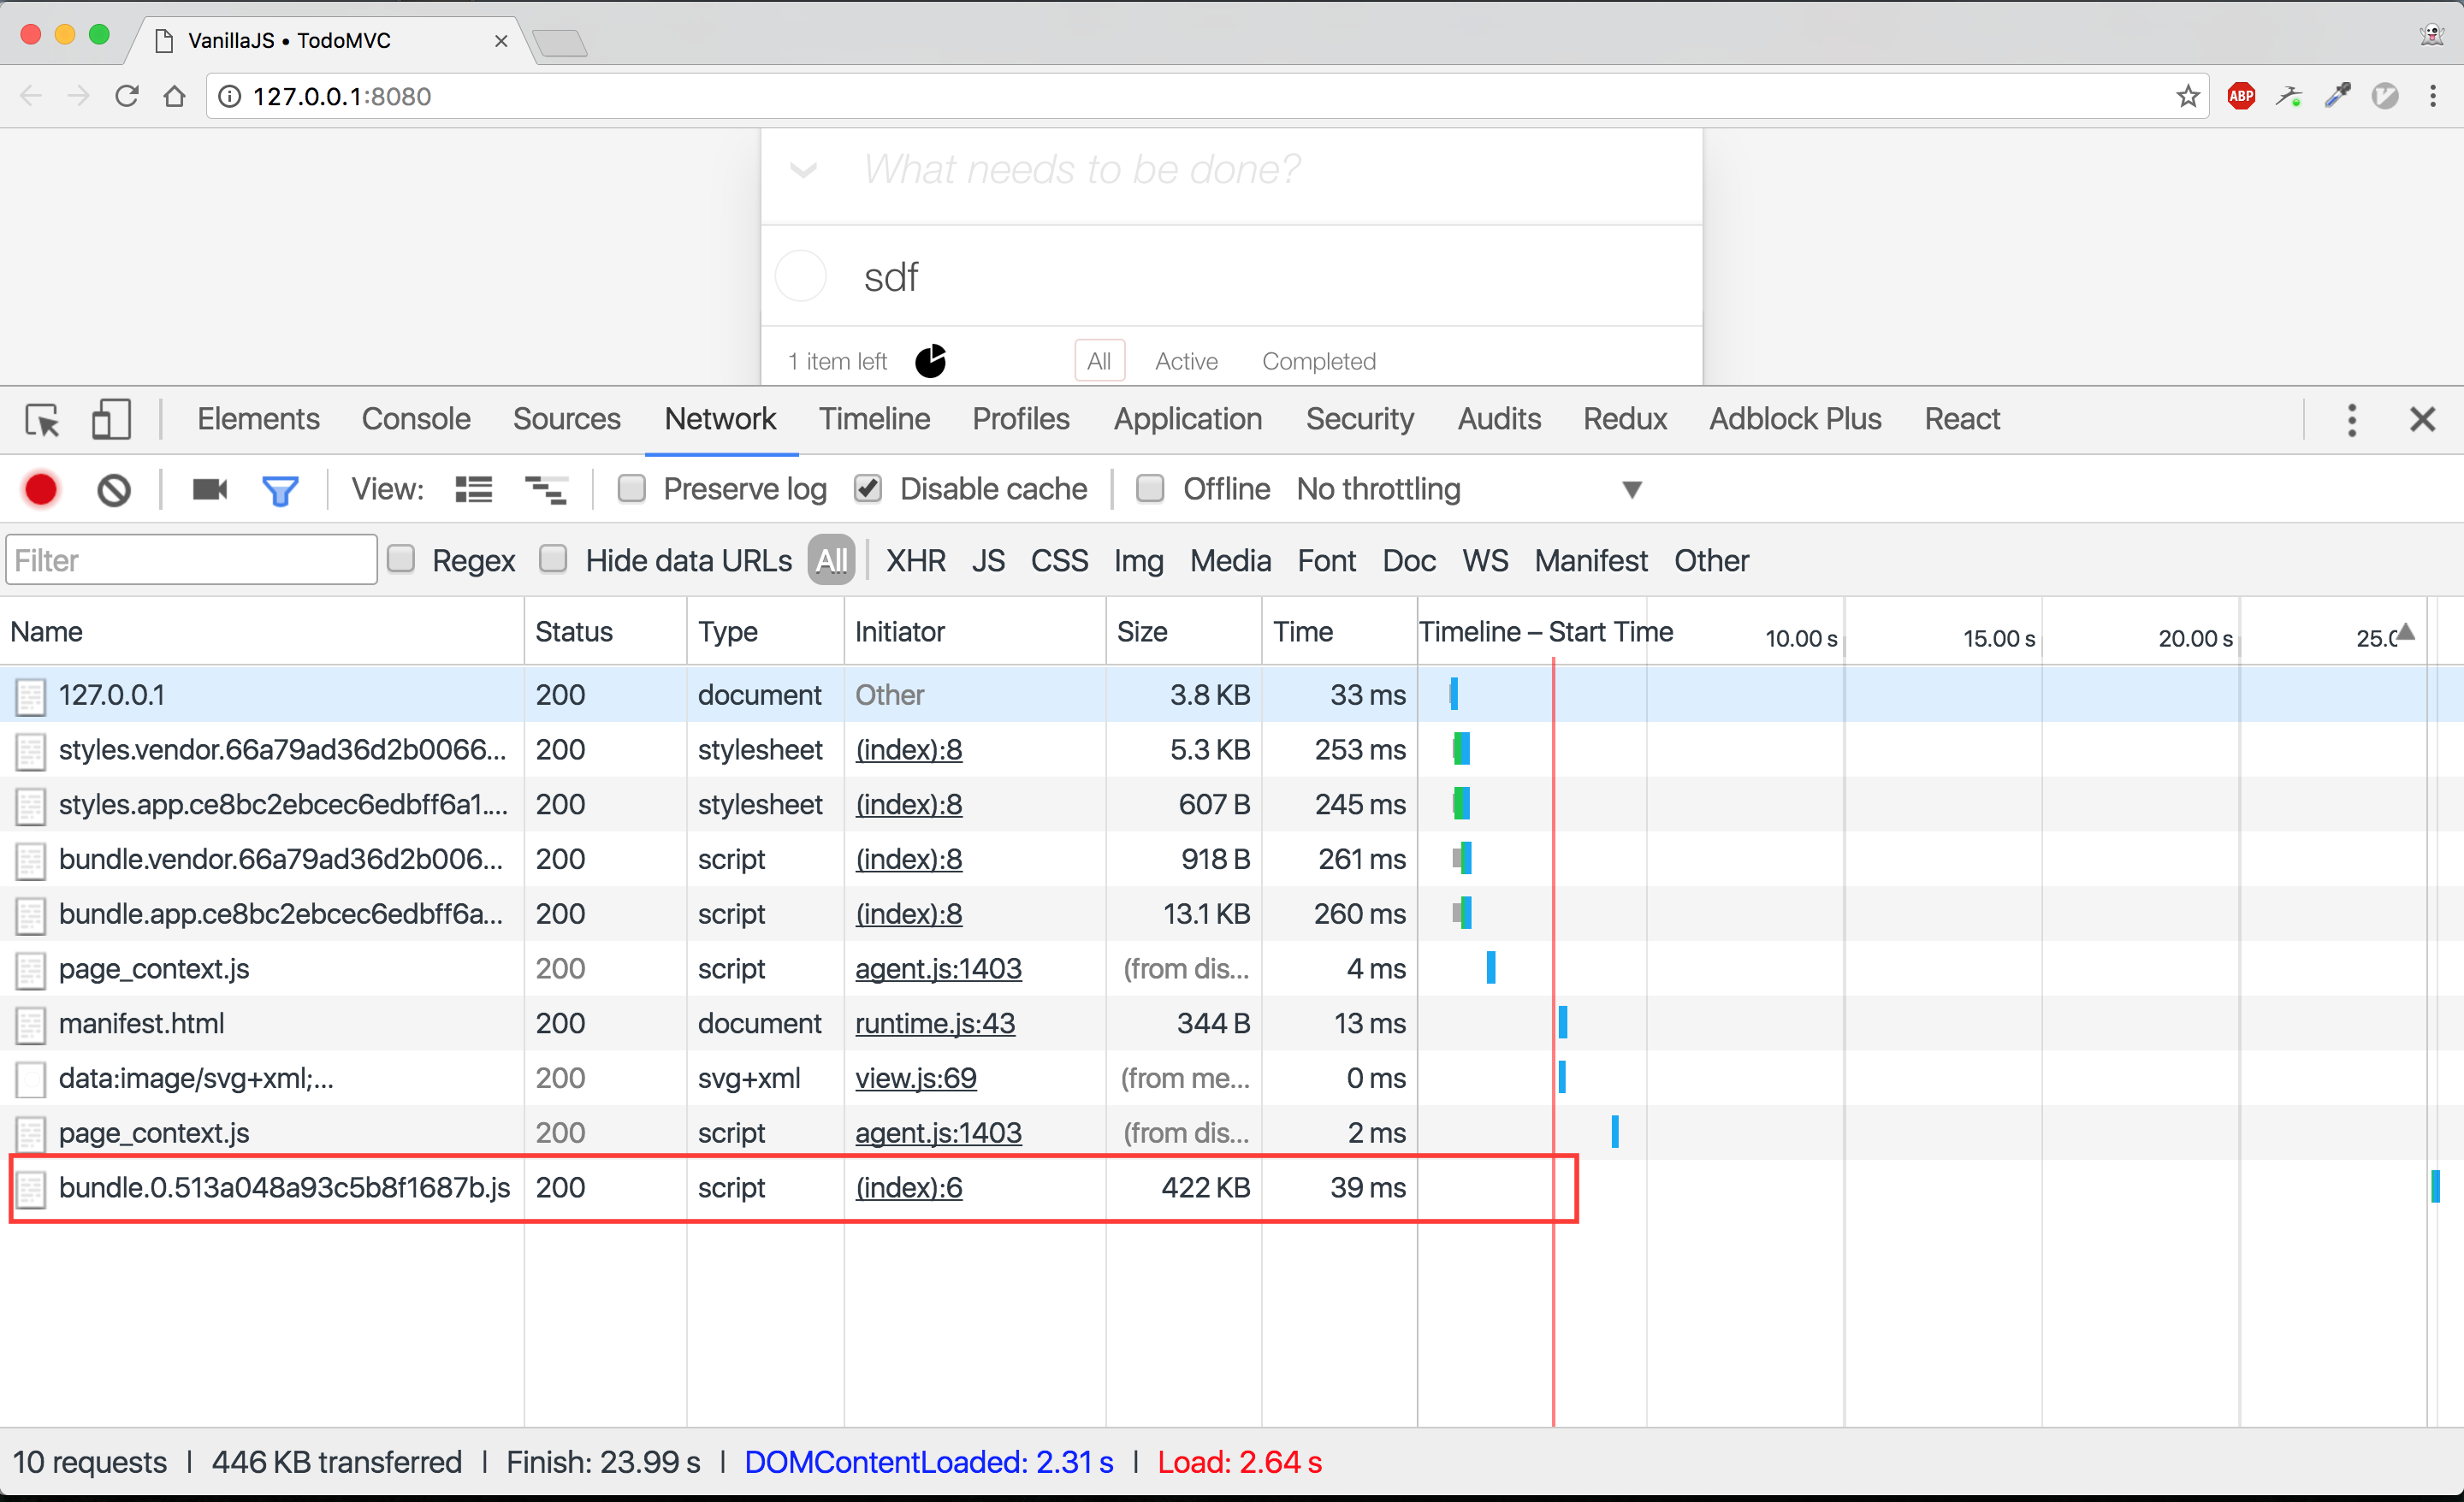 VanillaJS • TodoMVC
127.0.0.1:8080
ABP
What needs to be done?
sdf
1 item left All Active Completed
Elements Console Sources Network Timeline Profiles Application Security Audits Redux Adblock Plus React
View: Preserve log Disable cache Offline No throttling
Filter Regex Hide data URLs All XHR JS CSS Img Media Font Doc WS Manifest Other
Name Status Type Initiator Size Time Timeline – Start Time 10.00 s 15.00 s 20.00 s 25.0
127.0.0.1 200 document Other 3.8 KB 33 ms
styles.vendor.66a79ad36d2b0066... 200 stylesheet (index):8 5.3 KB 253 ms
styles.app.ce8bc2ebcec6edbff6a1.... 200 stylesheet (index):8 607 B 245 ms
bundle.vendor.66a79ad36d2b006... 200 script (index):8 918 B 261 ms
bundle.app.ce8bc2ebcec6edbff6a... 200 script (index):8 13.1 KB 260 ms
page_context.js 200 script agent.js:1403 (from dis... 4 ms
manifest.html 200 document runtime.js:43 344 B 13 ms
data:image/svg+xml;... 200 svg+xml view.js:69 (from me... 0 ms
page_context.js 200 script agent.js:1403 (from dis... 2 ms
bundle.0.513a048a93c5b8f1687b.js 200 script (index):6 422 KB 39 ms
10 requests | 446 KB transferred | Finish: 23.99 s | DOMContentLoaded: 2.31 s | Load: 2.64 s